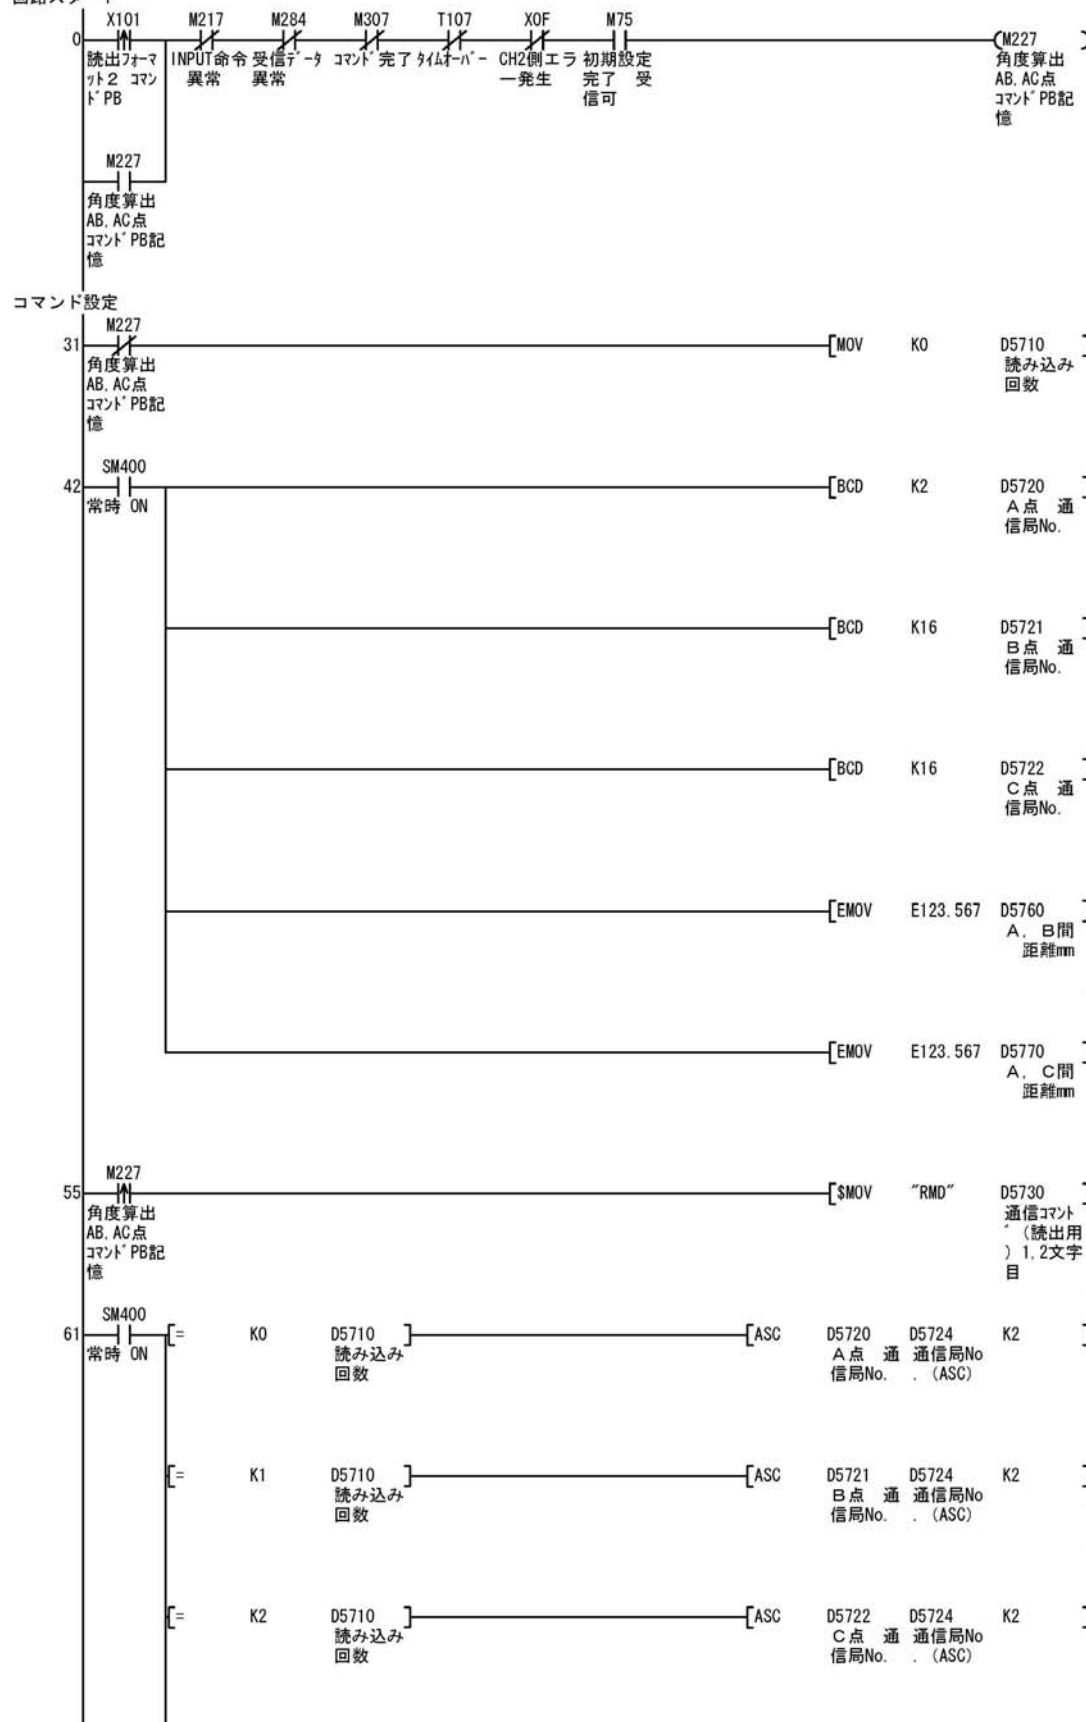 X101 M217 M284 M307 T107 X0F M75
0 (M227 )
読出フォーマ INPUT命令 受信データ コマンド完了 タイムオーバー CH2側エラ 初期設定 角度算出
ット2 コマン 異常 異常 ー発生 完了 受 AB,AC点
ドPB 信可 コマンドPB記
憶
M227
角度算出
AB,AC点
コマンドPB記
憶
コマンド設定
M227
31 [MOV K0 D5710 ]
角度算出 読み込み
AB,AC点 回数
コマンドPB記
憶
SM400
42 [BCD K2 D5720 ]
常時 ON A点 通
信局No.
[BCD K16 D5721 ]
B点 通
信局No.
[BCD K16 D5722 ]
C点 通
信局No.
[EMOV E123.567 D5760 ]
A,B間
距離mm
[EMOV E123.567 D5770 ]
A,C間
距離mm
M227
55 [$MOV "RMD" D5730 ]
角度算出 通信コマント
AB,AC点 ゛(読出用
コマンドPB記 )1,2文字
憶 目
SM400
61 [= K0 D5710 ] [ASC D5720 D5724 K2 ]
常時 ON 読み込み A点 通 通信局No
回数 信局No. .(ASC)
[= K1 D5710 ] [ASC D5721 D5724 K2 ]
読み込み B点 通 通信局No
回数 信局No. .(ASC)
[= K2 D5710 ] [ASC D5722 D5724 K2 ]
読み込み C点 通 通信局No
回数 信局No. .(ASC)